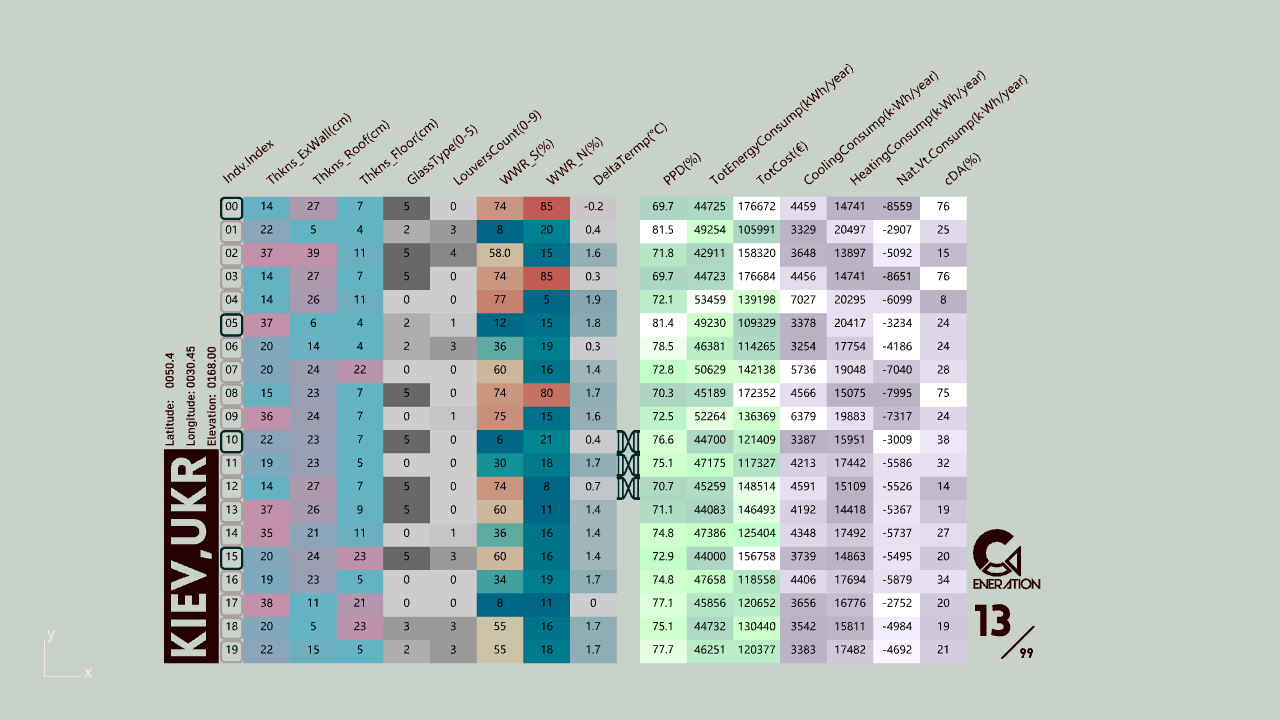 Indv.Index Thkns_ExWall(cm) Thkns_Roof(cm) Thkns_Floor(cm) GlassType(0-5) LouversCount(0-9) WWR_S(%) WWR_N(%) DeltaTermp(°C) PPD(%) TotEnergyConsump(kWh/year) TotCost(€) CoolingConsump(k·Wh/year) HeatingConsump(k·Wh/year) Nat.Vt.Consump(k·Wh/year) cDA(%)
00 14 27 7 5 0 74 85 -0.2 69.7 44725 176672 4459 14741 -8559 76
01 22 5 4 2 3 8 20 0.4 81.5 49254 105991 3329 20497 -2907 25
02 37 39 11 5 4 58.0 15 1.6 71.8 42911 158320 3648 13897 -5092 15
03 14 27 7 5 0 74 85 0.3 69.7 44723 176684 4456 14741 -8651 76
04 14 26 11 0 0 77 5 1.9 72.1 53459 139198 7027 20295 -6099 8
05 37 6 4 2 1 12 15 1.8 81.4 49230 109329 3378 20417 -3234 24
06 20 14 4 2 3 36 19 0.3 78.5 46381 114265 3254 17754 -4186 24
07 20 24 22 0 0 60 16 1.4 72.8 50629 142138 5736 19048 -7040 28
08 15 23 7 5 0 74 80 1.7 70.3 45189 172352 4566 15075 -7995 75
09 36 24 7 0 1 75 15 1.6 72.5 52264 136369 6379 19883 -7317 24
10 22 23 7 5 0 6 21 0.4 76.6 44700 121409 3387 15951 -3009 38
11 19 23 5 0 0 30 18 1.7 75.1 47175 117327 4213 17442 -5586 32
12 14 27 7 5 0 74 8 0.7 70.7 45259 148514 4591 15109 -5526 14
13 37 26 9 5 0 60 11 1.4 71.1 44083 146493 4192 14418 -5367 19
14 35 21 11 0 1 36 16 1.4 74.8 47386 125404 4348 17492 -5737 27
15 20 24 23 5 3 60 16 1.4 72.9 44000 156758 3739 14863 -5495 20
16 19 23 5 0 0 34 19 1.7 74.8 47658 118558 4406 17694 -5879 34
17 38 11 21 0 0 8 11 0 77.1 45856 120652 3656 16776 -2752 20
18 20 5 23 3 3 55 16 1.7 75.1 44732 130440 3542 15811 -4984 19
19 22 15 5 2 3 55 18 1.7 77.7 46251 120377 3383 17482 -4692 21
Latitude: 0050.4
Longitude: 0030.45
Elevation: 0168.00
KIEV,UKR
GENERATION
13/99
y
x